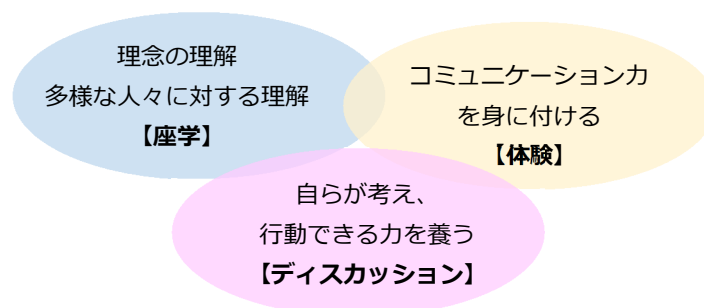 理念の理解
多様な人々に対する理解
【座学】
コミュニケーション力
を身に付ける
【体験】
自らが考え、
行動できる力を養う
【ディスカッション】